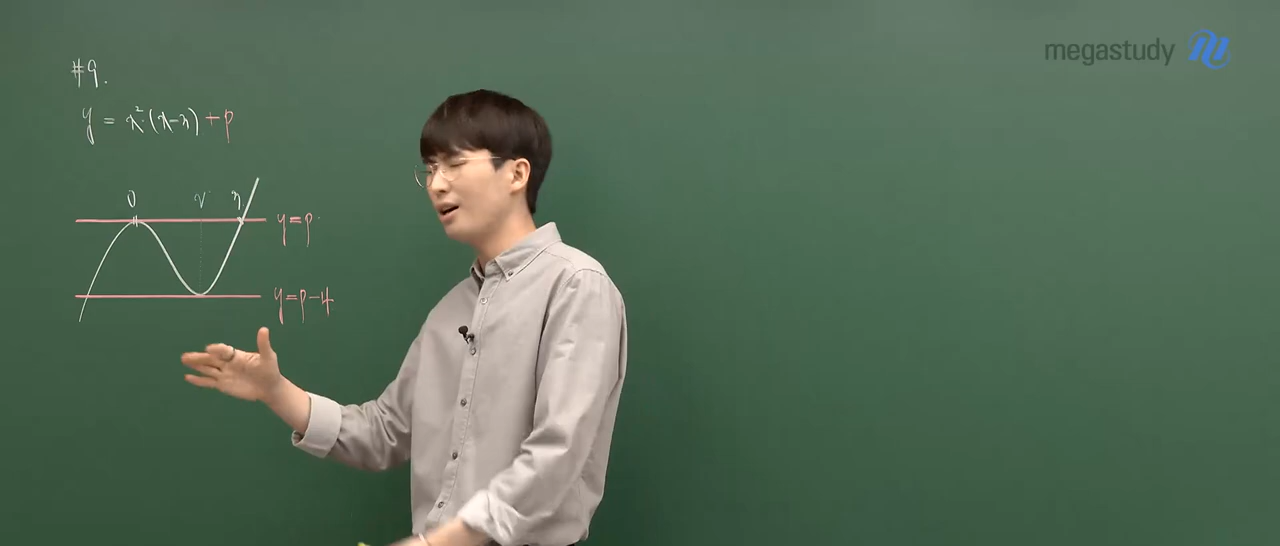 megastudy
#9.
y = x²·(x-3) + p
0 2 3
y = p
y = p-4